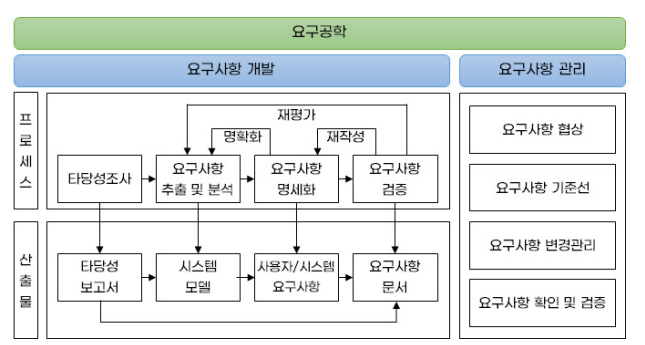 요구공학
요구사항 개발
요구사항 관리
프로세스
재평가
명확화
재작성
타당성조사
요구사항
추출 및 분석
요구사항
명세화
요구사항
검증
산출물
타당성
보고서
시스템
모델
사용자/시스템
요구사항
요구사항
문서
요구사항 협상
요구사항 기준선
요구사항 변경관리
요구사항 확인 및 검증